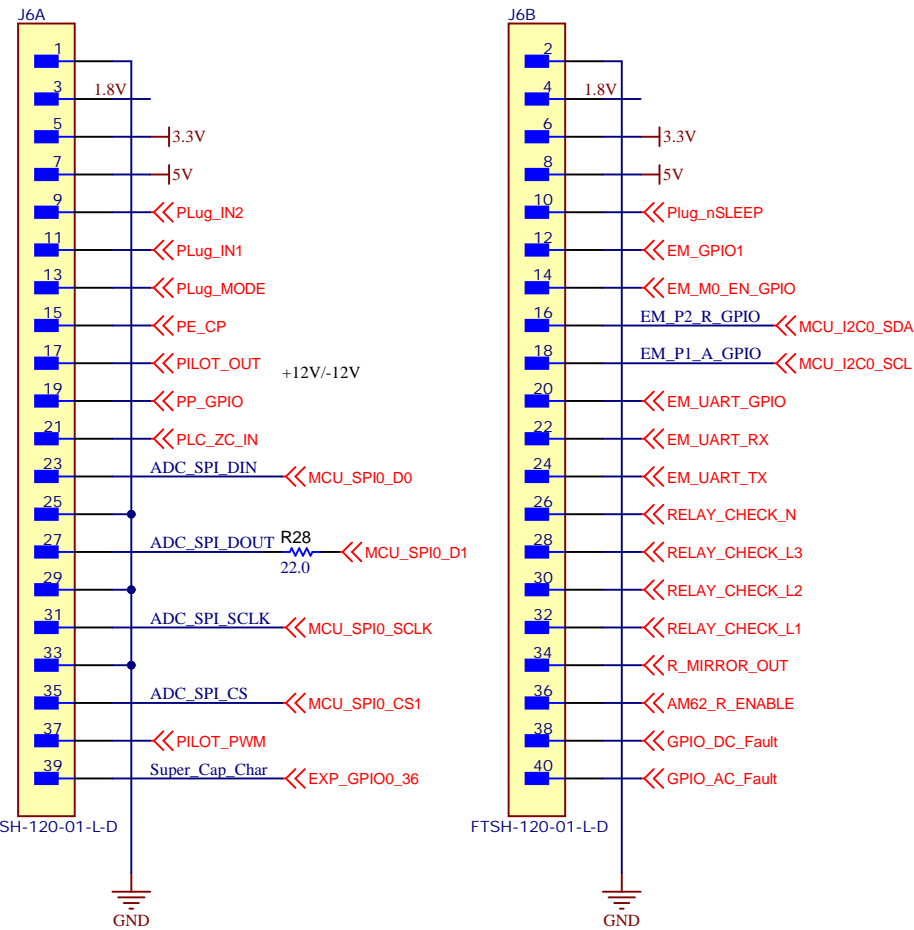 J6A
1
3 1.8V
5 3.3V
7 5V
9 PLug_IN2
11 PLug_IN1
13 PLug_MODE
15 PE_CP
17 PILOT_OUT
+12V/-12V
19 PP_GPIO
21 PLC_ZC_IN
23 ADC_SPI_DIN MCU_SPI0_D0
25
27 ADC_SPI_DOUT R28 22.0 MCU_SPI0_D1
29
31 ADC_SPI_SCLK MCU_SPI0_SCLK
33
35 ADC_SPI_CS MCU_SPI0_CS1
37 PILOT_PWM
39 Super_Cap_Char EXP_GPIO0_36
SH-120-01-L-D
GND
J6B
2
4 1.8V
6 3.3V
8 5V
10 Plug_nSLEEP
12 EM_GPIO1
14 EM_M0_EN_GPIO
16 EM_P2_R_GPIO MCU_I2C0_SDA
18 EM_P1_A_GPIO MCU_I2C0_SCL
20 EM_UART_GPIO
22 EM_UART_RX
24 EM_UART_TX
26 RELAY_CHECK_N
28 RELAY_CHECK_L3
30 RELAY_CHECK_L2
32 RELAY_CHECK_L1
34 R_MIRROR_OUT
36 AM62_R_ENABLE
38 GPIO_DC_Fault
40 GPIO_AC_Fault
FTSH-120-01-L-D
GND